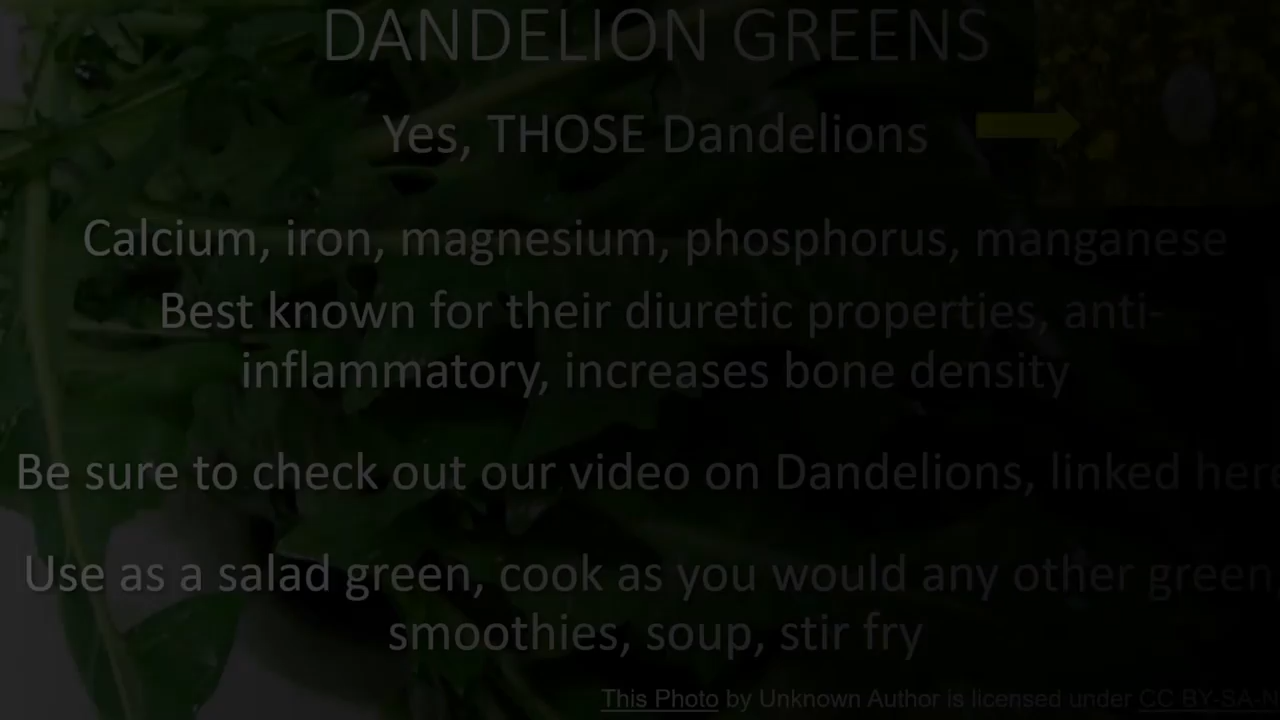 DANDELION GREENS
Yes, THOSE Dandelions
Calcium, iron, magnesium, phosphorus, manganese
Best known for their diuretic properties, anti-
inflammatory, increases bone density
Be sure to check out our video on Dandelions, linked here
Use as a salad green, cook as you would any other green,
smoothies, soup, stir fry
This Photo by Unknown Author is licensed under CC BY-SA-N